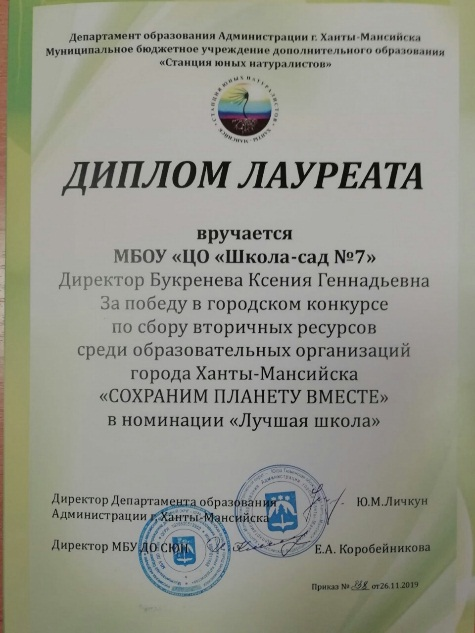 Департамент образования Администрации г. Ханты-Мансийска
Муниципальное бюджетное учреждение дополнительного образования
«Станция юных натуралистов»
СТАНЦИЯ ЮНЫХ НАТУРАЛИСТОВ
ДИПЛОМ ЛАУРЕАТА
вручается
МБОУ «ЦО «Школа-сад №7»
Директор Букренева Ксения Геннадьевна
За победу в городском конкурсе
по сбору вторичных ресурсов
среди образовательных организаций
города Ханты-Мансийска
«СОХРАНИМ ПЛАНЕТУ ВМЕСТЕ»
в номинации «Лучшая школа»
Директор Департамента образования
Администрации г. Ханты-Мансийска
Ю.М.Личкун
Директор МБУ ДО СЮН
Е.А. Коробейникова
Приказ № от26.11.2019